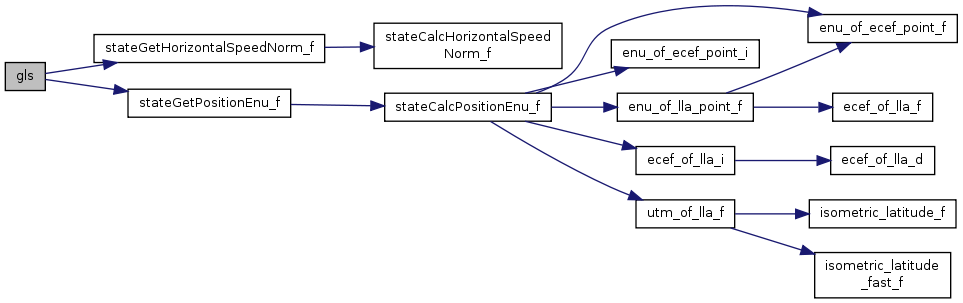 gls
stateGetHorizontalSpeedNorm_f
stateCalcHorizontalSpeed
Norm_f
stateGetPositionEnu_f
stateCalcPositionEnu_f
enu_of_ecef_point_f
enu_of_ecef_point_i
enu_of_lla_point_f
ecef_of_lla_f
ecef_of_lla_i
ecef_of_lla_d
utm_of_lla_f
isometric_latitude_f
isometric_latitude
_fast_f